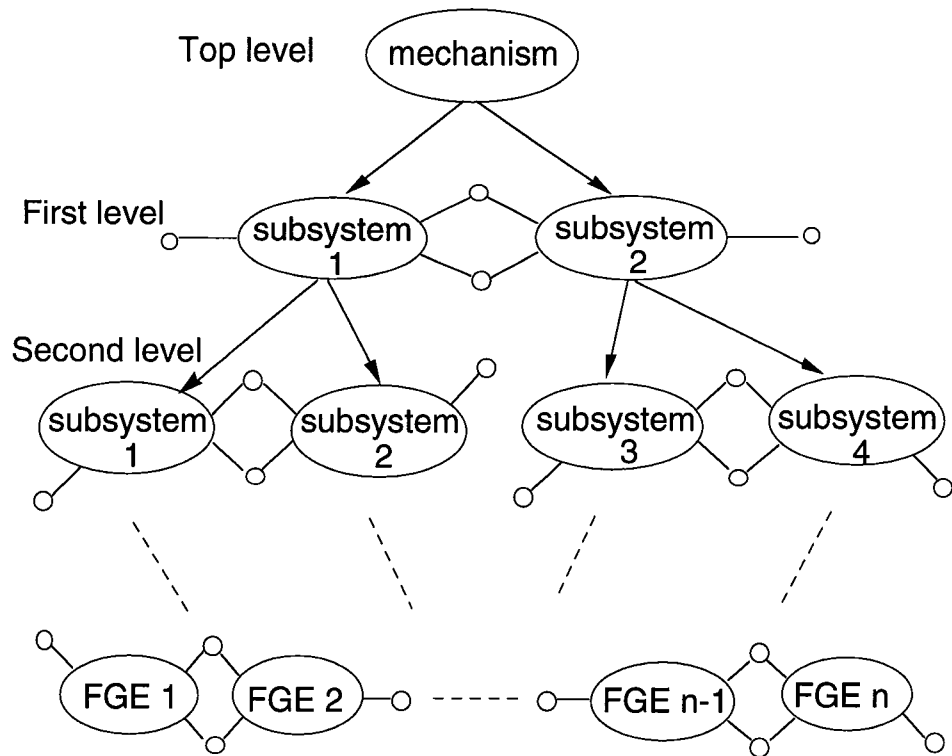 Top level
mechanism
First level
subsystem
1
subsystem
2
Second level
subsystem
1
subsystem
2
subsystem
3
subsystem
4
FGE 1
FGE 2
FGE n-1
FGE n